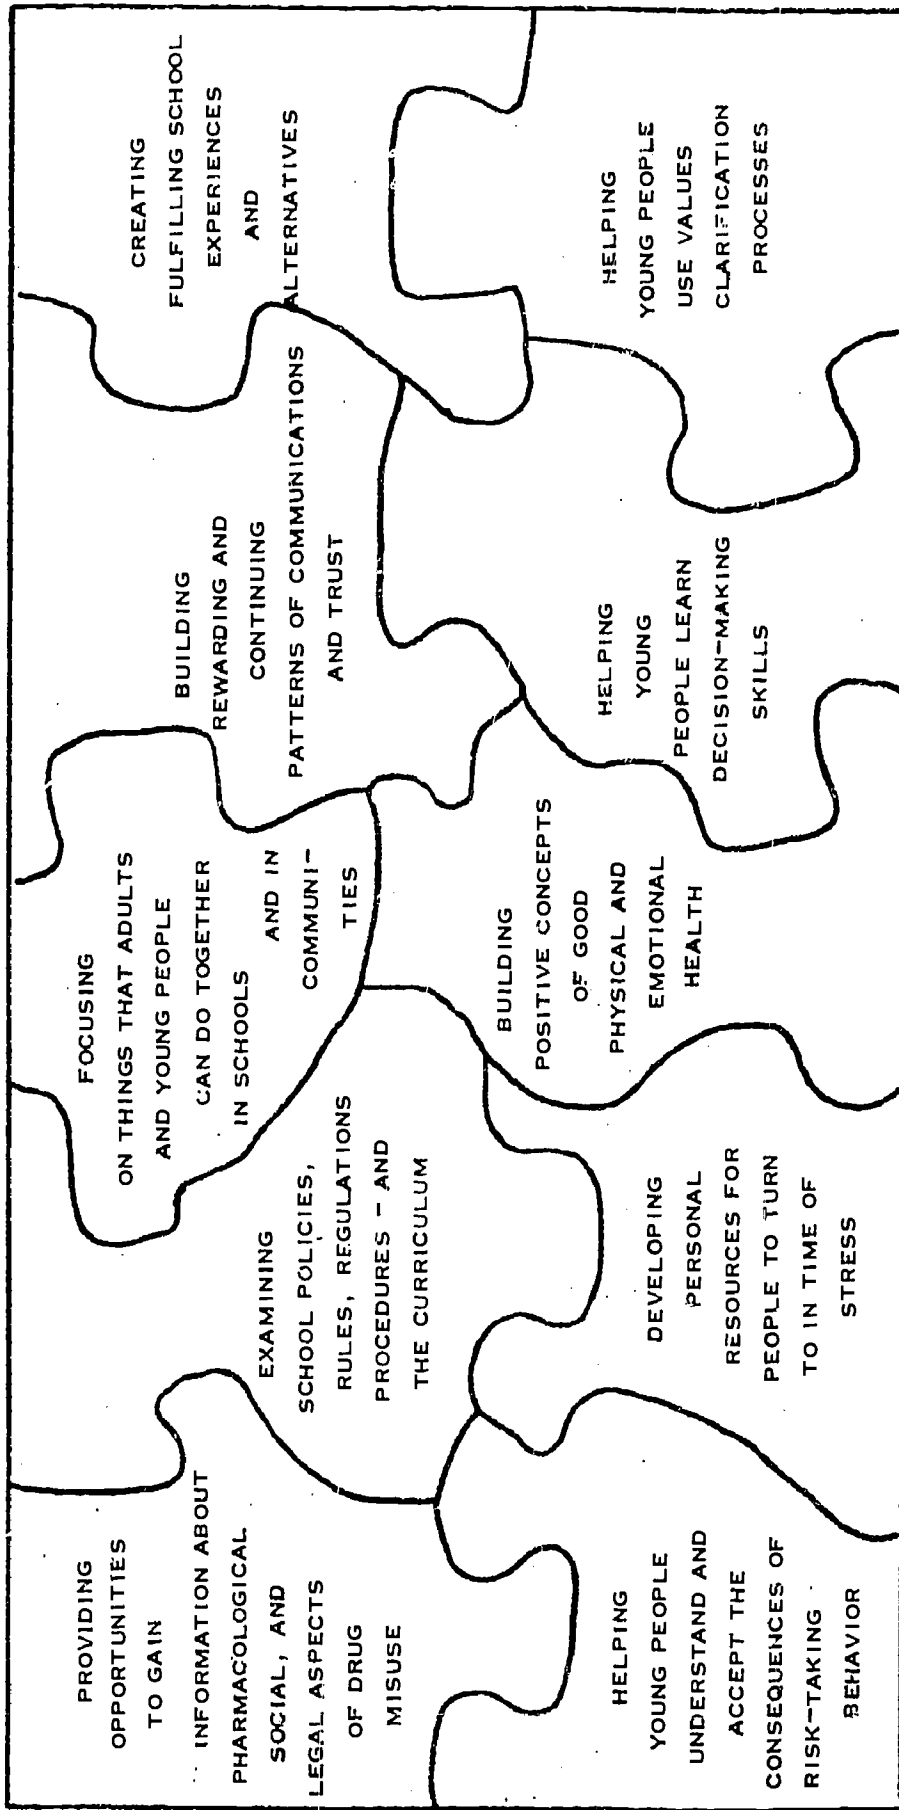 PROVIDING
OPPORTUNITIES
TO GAIN
INFORMATION ABOUT
PHARMACOLOGICAL
SOCIAL, AND
LEGAL ASPECTS
OF DRUG
MISUSE
EXAMINING
SCHOOL POLICIES,
RULES, REGULATIONS
PROCEDURES - AND
THE CURRICULUM
FOCUSING
ON THINGS THAT ADULTS
AND YOUNG PEOPLE
CAN DO TOGETHER
IN SCHOOLS
AND IN
COMMUNI-
TIES
BUILDING
REWARDING AND
CONTINUING
PATTERNS OF COMMUNICATIONS
AND TRUST
CREATING
FULFILLING SCHOOL
EXPERIENCES
AND
ALTERNATIVES
HELPING
YOUNG PEOPLE
UNDERSTAND AND
ACCEPT THE
CONSEQUENCES OF
RISK-TAKING
BEHAVIOR
DEVELOPING
PERSONAL
RESOURCES FOR
PEOPLE TO TURN
TO IN TIME OF
STRESS
BUILDING
POSITIVE CONCEPTS
OF GOOD
PHYSICAL AND
EMOTIONAL
HEALTH
HELPING
YOUNG
PEOPLE LEARN
DECISION-MAKING
SKILLS
HELPING
YOUNG PEOPLE
USE VALUES
CLARIFICATION
PROCESSES